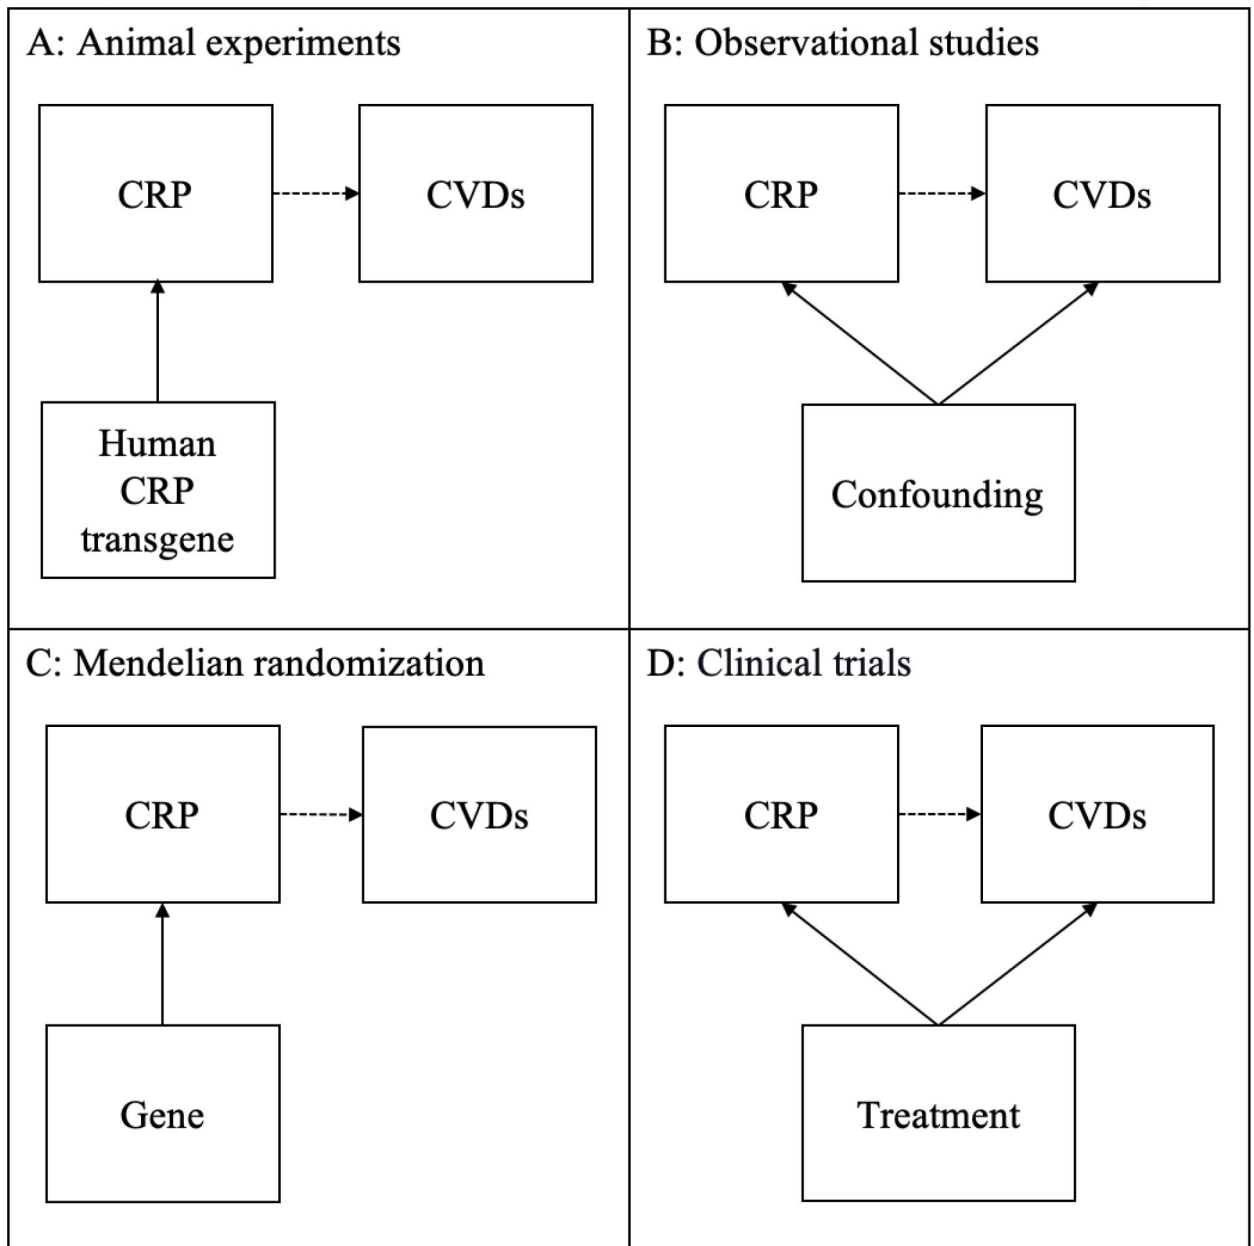 A: Animal experiments
CRP
CVDs
Human
CRP
transgene
B: Observational studies
CRP
CVDs
Confounding
C: Mendelian randomization
CRP
CVDs
Gene
D: Clinical trials
CRP
CVDs
Treatment